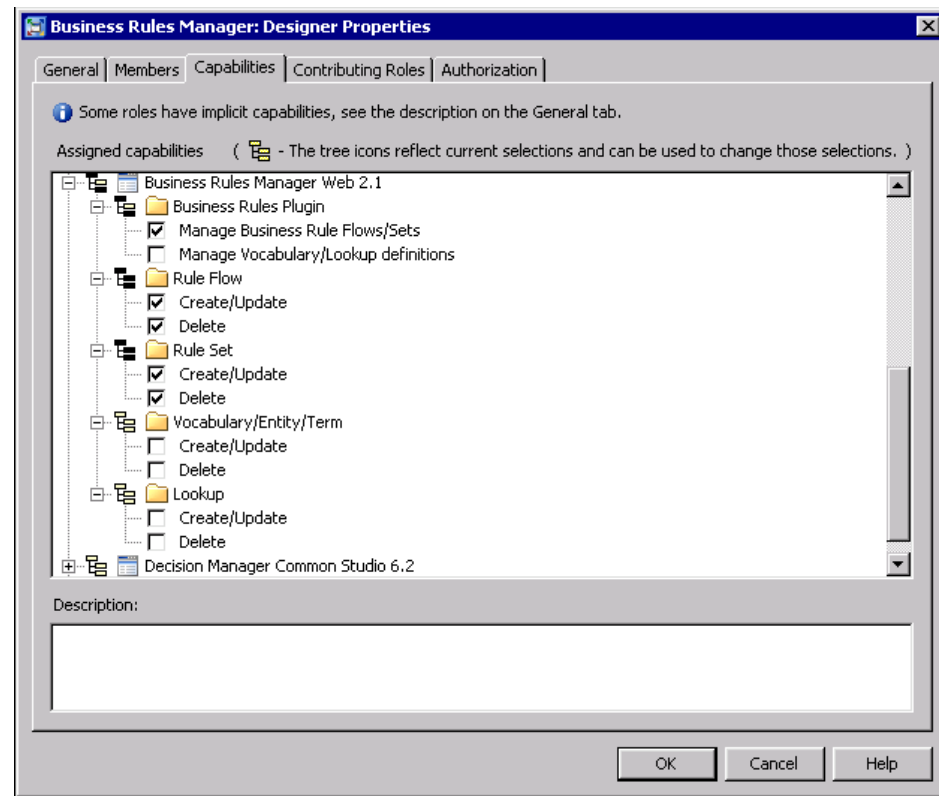 Business Rules Manager: Designer Properties
General Members Capabilities Contributing Roles Authorization
Some roles have implicit capabilities, see the description on the General tab.
Assigned capabilities ( - The tree icons reflect current selections and can be used to change those selections. )
Business Rules Manager Web 2.1
Business Rules Plugin
Manage Business Rule Flows/Sets
Manage Vocabulary/Lookup definitions
Rule Flow
Create/Update
Delete
Rule Set
Create/Update
Delete
Vocabulary/Entity/Term
Create/Update
Delete
Lookup
Create/Update
Delete
Decision Manager Common Studio 6.2
Description:
OK Cancel Help